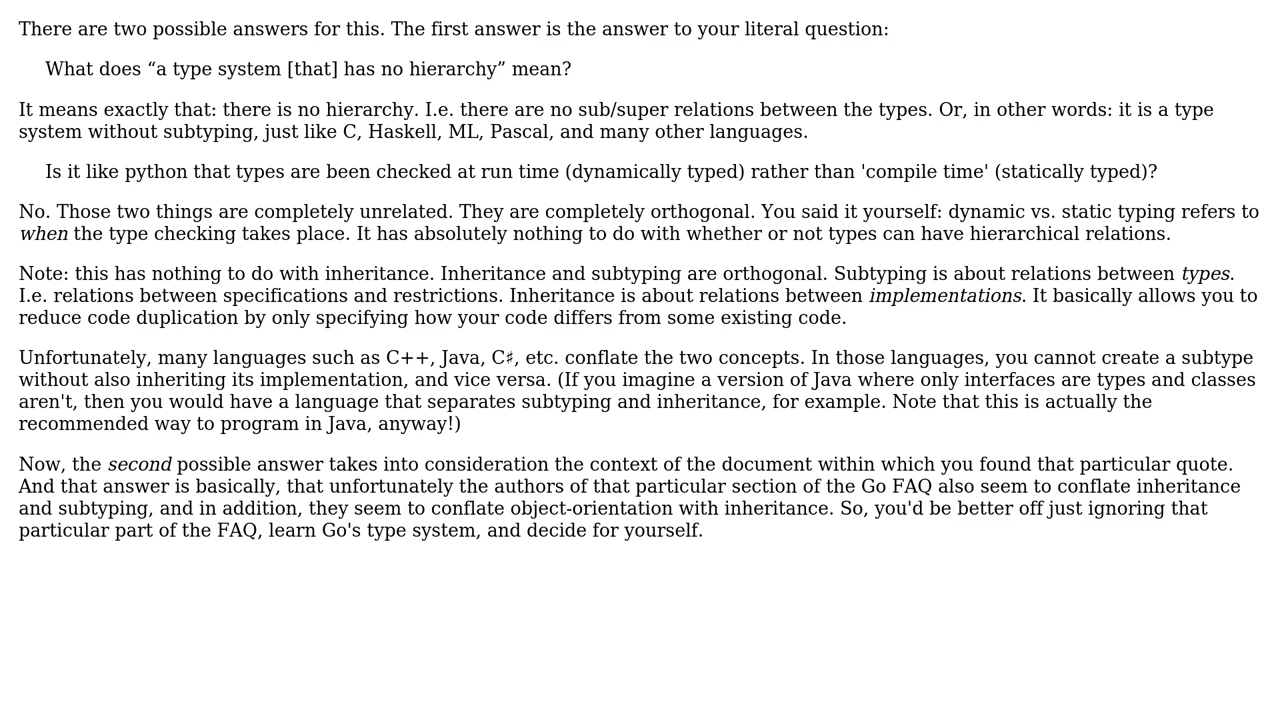 There are two possible answers for this. The first answer is the answer to your literal question:
What does “a type system [that] has no hierarchy” mean?
It means exactly that: there is no hierarchy. I.e. there are no sub/super relations between the types. Or, in other words: it is a type
system without subtyping, just like C, Haskell, ML, Pascal, and many other languages.
Is it like python that types are been checked at run time (dynamically typed) rather than 'compile time' (statically typed)?
No. Those two things are completely unrelated. They are completely orthogonal. You said it yourself: dynamic vs. static typing refers to
when the type checking takes place. It has absolutely nothing to do with whether or not types can have hierarchical relations.
Note: this has nothing to do with inheritance. Inheritance and subtyping are orthogonal. Subtyping is about relations between types.
I.e. relations between specifications and restrictions. Inheritance is about relations between implementations. It basically allows you to
reduce code duplication by only specifying how your code differs from some existing code.
Unfortunately, many languages such as C++, Java, C♯, etc. conflate the two concepts. In those languages, you cannot create a subtype
without also inheriting its implementation, and vice versa. (If you imagine a version of Java where only interfaces are types and classes
aren't, then you would have a language that separates subtyping and inheritance, for example. Note that this is actually the
recommended way to program in Java, anyway!)
Now, the second possible answer takes into consideration the context of the document within which you found that particular quote.
And that answer is basically, that unfortunately the authors of that particular section of the Go FAQ also seem to conflate inheritance
and subtyping, and in addition, they seem to conflate object-orientation with inheritance. So, you'd be better off just ignoring that
particular part of the FAQ, learn Go's type system, and decide for yourself.